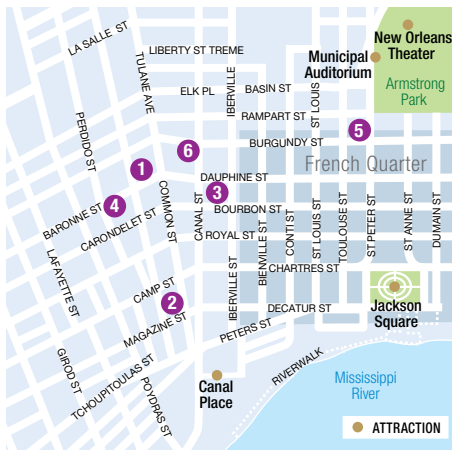 LA SALLE ST
LIBERTY ST TREME
New Orleans
Theater
Municipal
Auditorium
TULANE AVE
ELK PL
IBERVILLE
BASIN ST
ST LOUIS
Armstrong
Park
RAMPART ST
PERDIDO ST
5
BURGUNDY ST
6
French Quarter
1
DAUPHINE ST
3
4
BARONNE ST
COMMON ST
CANAL ST
BOURBON ST
CARONDELET ST
ROYAL ST
BIENVILLE ST
CONTI ST
ST LOUIS ST
TOULOUSE ST
ST PETER ST
ST ANNE ST
DUMAIN ST
LAFAYETTE ST
CHARTRES ST
CAMP ST
IBERVILLE ST
2
DECATUR ST
Jackson
Square
MAGAZINE ST
PETERS ST
GIROD ST
TCHOUPITOULAS ST
POYDRAS ST
Canal
Place
RIVERWALK
Mississippi
River
ATTRACTION